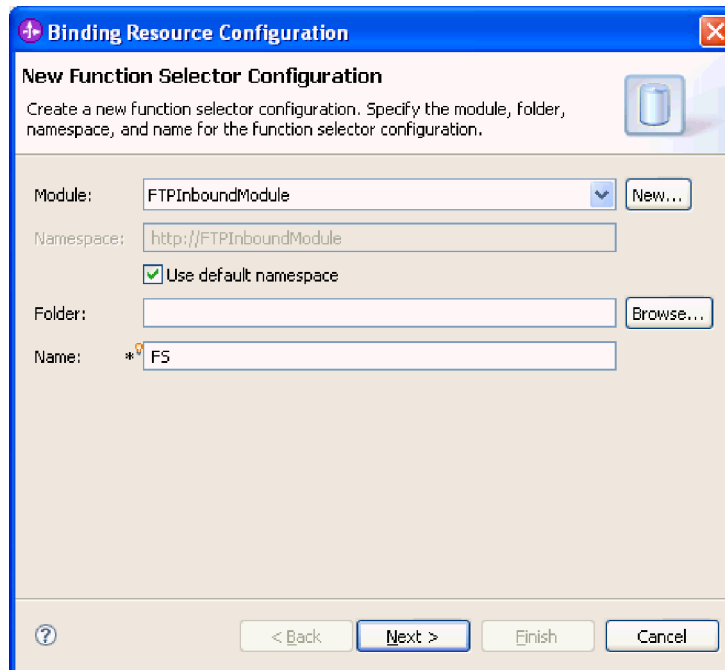 Binding Resource Configuration
New Function Selector Configuration
Create a new function selector configuration. Specify the module, folder,
namespace, and name for the function selector configuration.
Module: FTPInboundModule New...
Namespace: http://FTPInboundModule
Use default namespace
Folder: Browse...
Name: * FS
? < Back Next > Finish Cancel